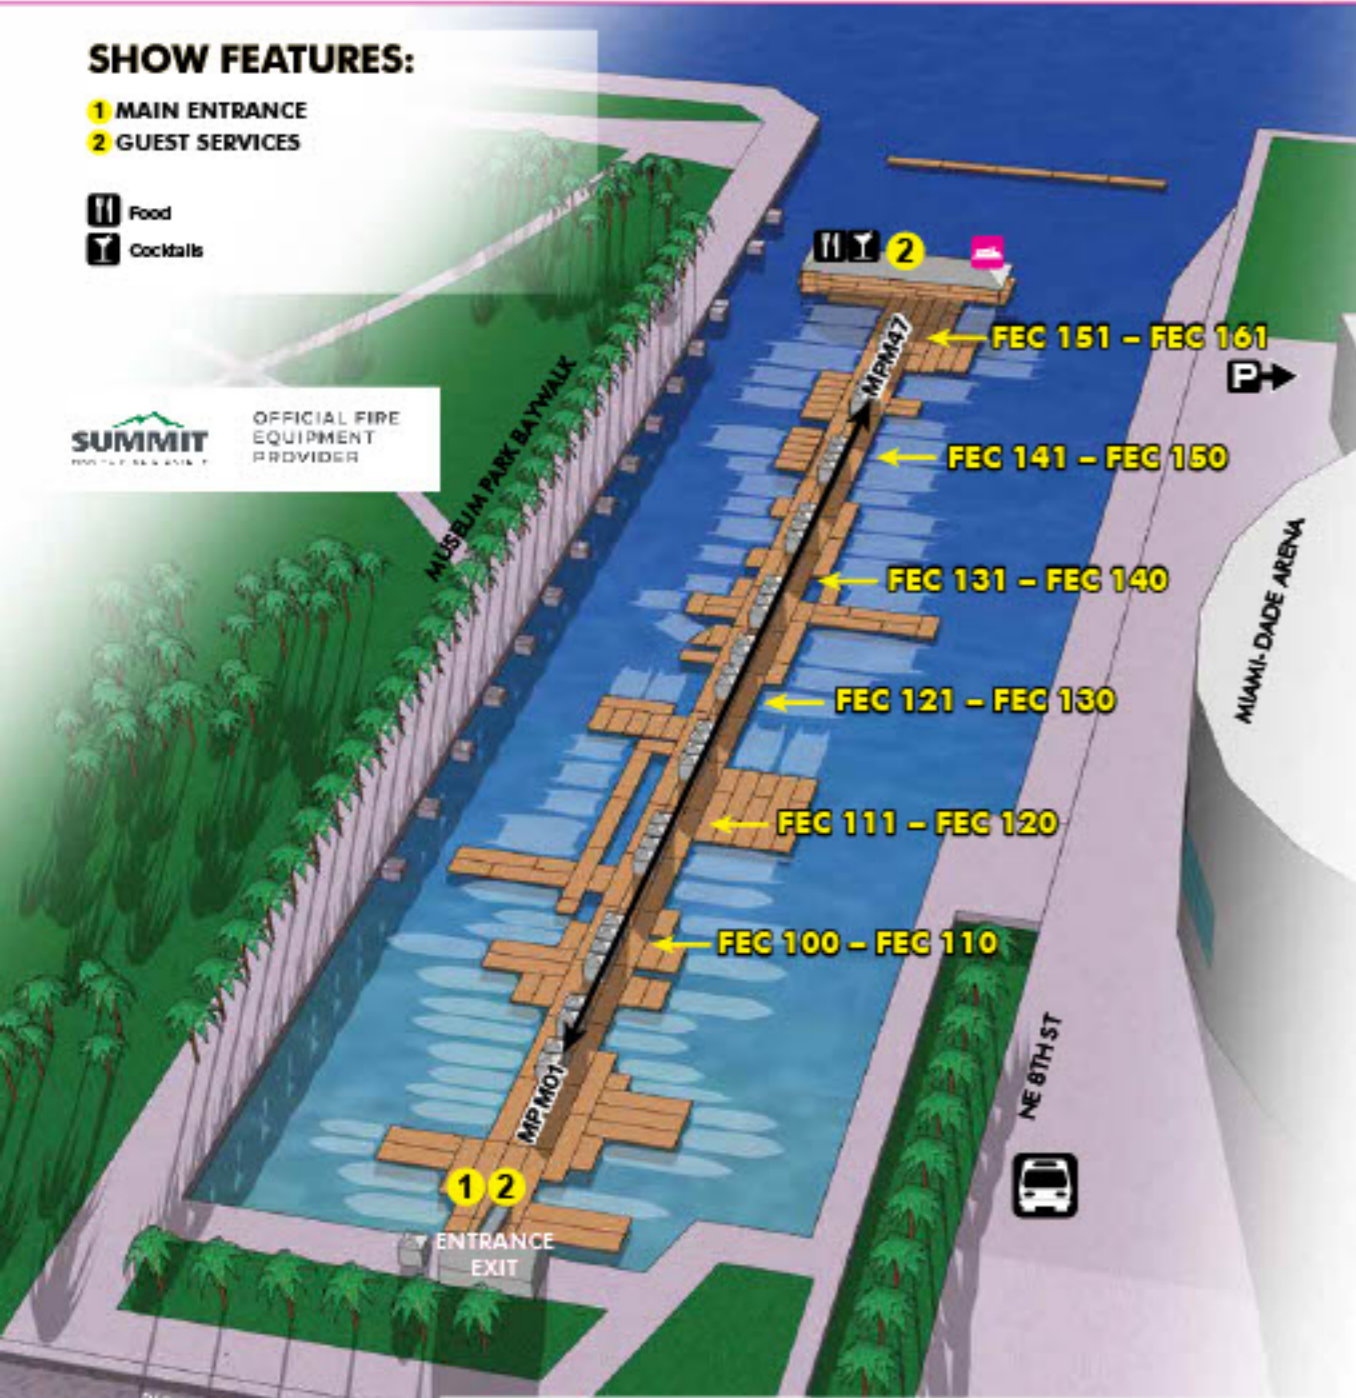 SHOW FEATURES:
1 MAIN ENTRANCE
2 GUEST SERVICES
Food
Cocktails
2
MPM47
FEC 151 – FEC 161
P
SUMMIT
OFFICIAL FIRE
EQUIPMENT
PROVIDER
MUSEUM PARK BAYWALK
FEC 141 – FEC 150
FEC 131 – FEC 140
MIAMI-DADE ARENA
FEC 121 – FEC 130
FEC 111 – FEC 120
FEC 100 – FEC 110
NE 8TH ST
MPM01
1 2
ENTRANCE
EXIT